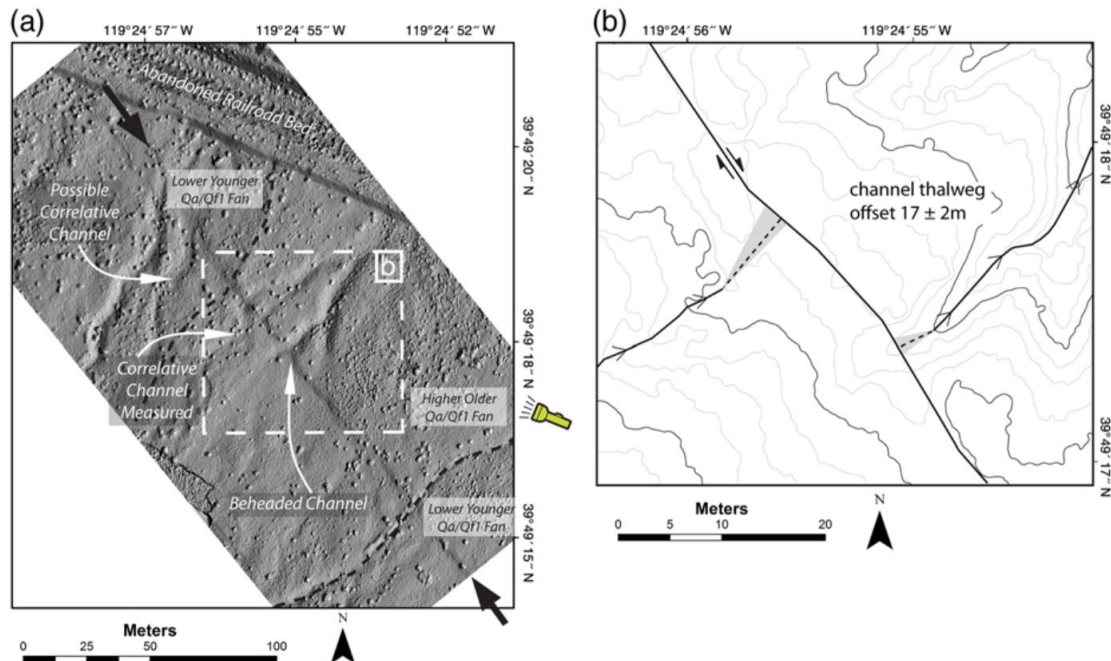 (a)
119°24´ 57˝ W
119°24´ 55˝ W
119°24´ 52˝ W
Abandoned Railroad Bed
39°49´20˝ N
Possible
Correlative
Channel
Lower Younger
Qa/Qf1 Fan
b
39°49´18˝ N
Correlative
Channel
Measured
Higher Older
Qa/Qf1 Fan
Beheaded Channel
Lower Younger
Qa/Qf1 Fan
39°49´15˝ N
Meters
0 25 50 100
N
(b)
119°24´ 56˝ W
119°24´ 55˝ W
39°49´18˝ N
channel thalweg
offset 17 ± 2m
39°49´17˝ N
Meters
0 5 10 20
N